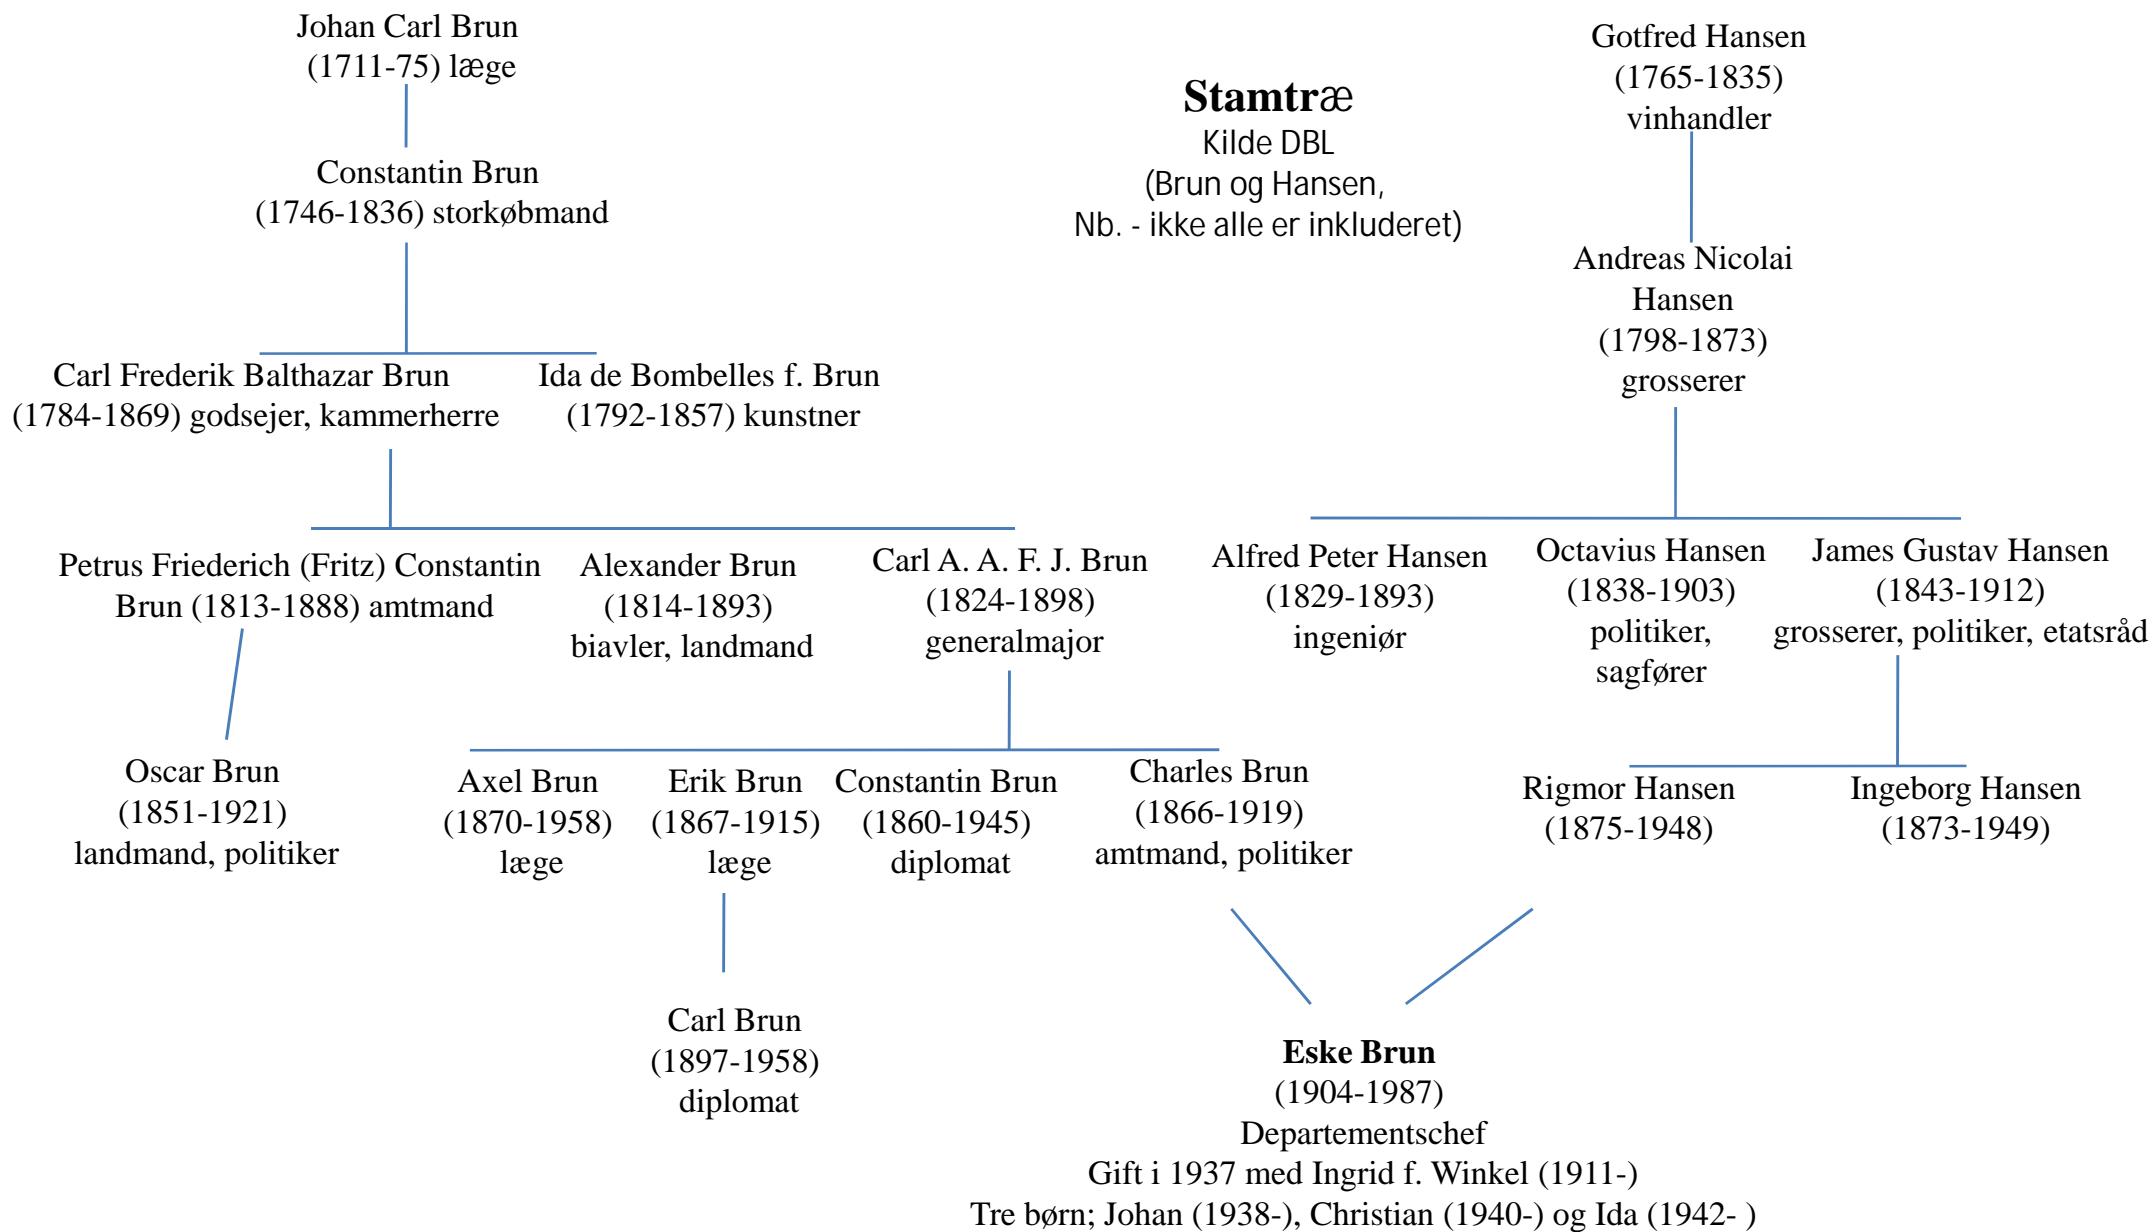 Johan Carl Brun
(1711-75) læge
Gotfred Hansen
(1765-1835)
vinhandler
Stamtræ
Kilde DBL
(Brun og Hansen,
Nb. - ikke alle er inkluderet)
Constantin Brun
(1746-1836) storkøbmand
Andreas Nicolai
Hansen
(1798-1873)
grosserer
Carl Frederik Balthazar Brun
(1784-1869) godsejer, kammerherre
Ida de Bombelles f. Brun
(1792-1857) kunstner
Petrus Friederich (Fritz) Constantin
Brun (1813-1888) amtmand
Alexander Brun
(1814-1893)
biavler, landmand
Carl A. A. F. J. Brun
(1824-1898)
generalmajor
Alfred Peter Hansen
(1829-1893)
ingeniør
Octavius Hansen
(1838-1903)
politiker,
sagfører
James Gustav Hansen
(1843-1912)
grosserer, politiker, etatsråd
Oscar Brun
(1851-1921)
landmand, politiker
Axel Brun
(1870-1958)
læge
Erik Brun
(1867-1915)
læge
Constantin Brun
(1860-1945)
diplomat
Charles Brun
(1866-1919)
amtmand, politiker
Rigmor Hansen
(1875-1948)
Ingeborg Hansen
(1873-1949)
Carl Brun
(1897-1958)
diplomat
Eske Brun
(1904-1987)
Departementschef
Gift i 1937 med Ingrid f. Winkel (1911-)
Tre børn; Johan (1938-), Christian (1940-) og Ida (1942- )